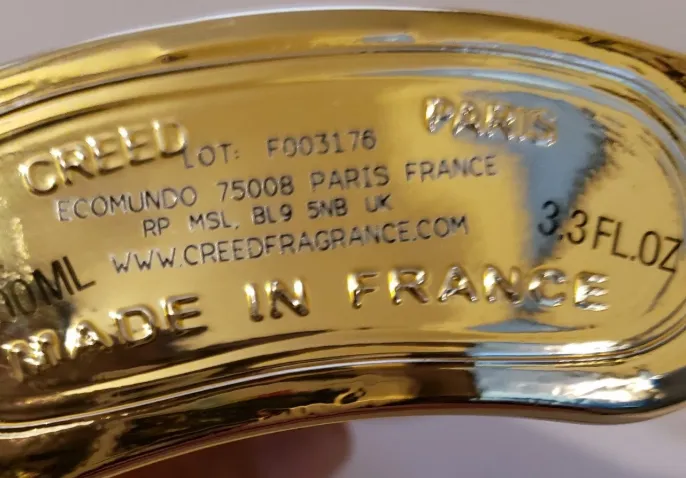 CREED PARIS
LOT: F003176
ECOMUNDO 75008 PARIS FRANCE
RP MSL, BL9 5NB UK
WWW.CREEDFRAGRANCE.COM
00ML 3.3 FL.OZ
MADE IN FRANCE